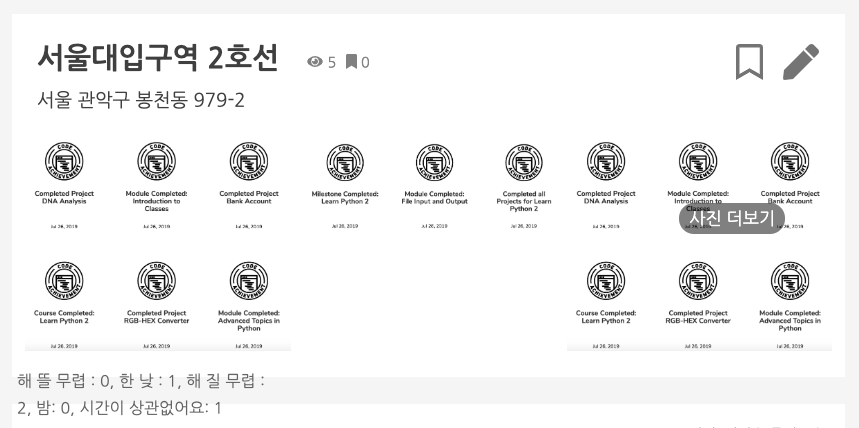 서울대입구역 2호선 5 0
서울 관악구 봉천동 979-2
CODE ACHIEVEMENT
Completed Project
DNA Analysis
Jul 26, 2019
CODE ACHIEVEMENT
Module Completed:
Introduction to
Classes
Jul 26, 2019
CODE ACHIEVEMENT
Completed Project
Bank Account
Jul 26, 2019
CODE ACHIEVEMENT
Milestone Completed:
Learn Python 2
Jul 26, 2019
CODE ACHIEVEMENT
Module Completed:
File Input and Output
Jul 26, 2019
CODE ACHIEVEMENT
Completed all
Projects for Learn
Python 2
Jul 26, 2019
CODE ACHIEVEMENT
Completed Project
DNA Analysis
Jul 26, 2019
CODE ACHIEVEMENT
Module Completed:
Introduction to
Classes
Jul 26, 2019
CODE ACHIEVEMENT
Completed Project
Bank Account
Jul 26, 2019
사진 더보기
CODE ACHIEVEMENT
Course Completed:
Learn Python 2
Jul 26, 2019
CODE ACHIEVEMENT
Completed Project
RGB-HEX Converter
Jul 26, 2019
CODE ACHIEVEMENT
Module Completed:
Advanced Topics in
Python
Jul 26, 2019
CODE ACHIEVEMENT
Course Completed:
Learn Python 2
Jul 26, 2019
CODE ACHIEVEMENT
Completed Project
RGB-HEX Converter
Jul 26, 2019
CODE ACHIEVEMENT
Module Completed:
Advanced Topics in
Python
Jul 26, 2019
해 뜰 무렵 : 0, 한 낮 : 1, 해 질 무렵 :
2, 밤: 0, 시간이 상관없어요: 1